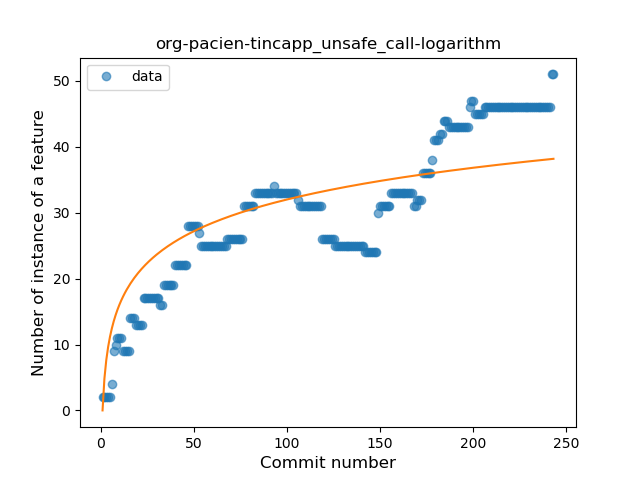 org-pacien-tincapp_unsafe_call-logarithm
data
Number of instance of a feature
50
40
30
20
10
0
0 50 100 150 200 250
Commit number